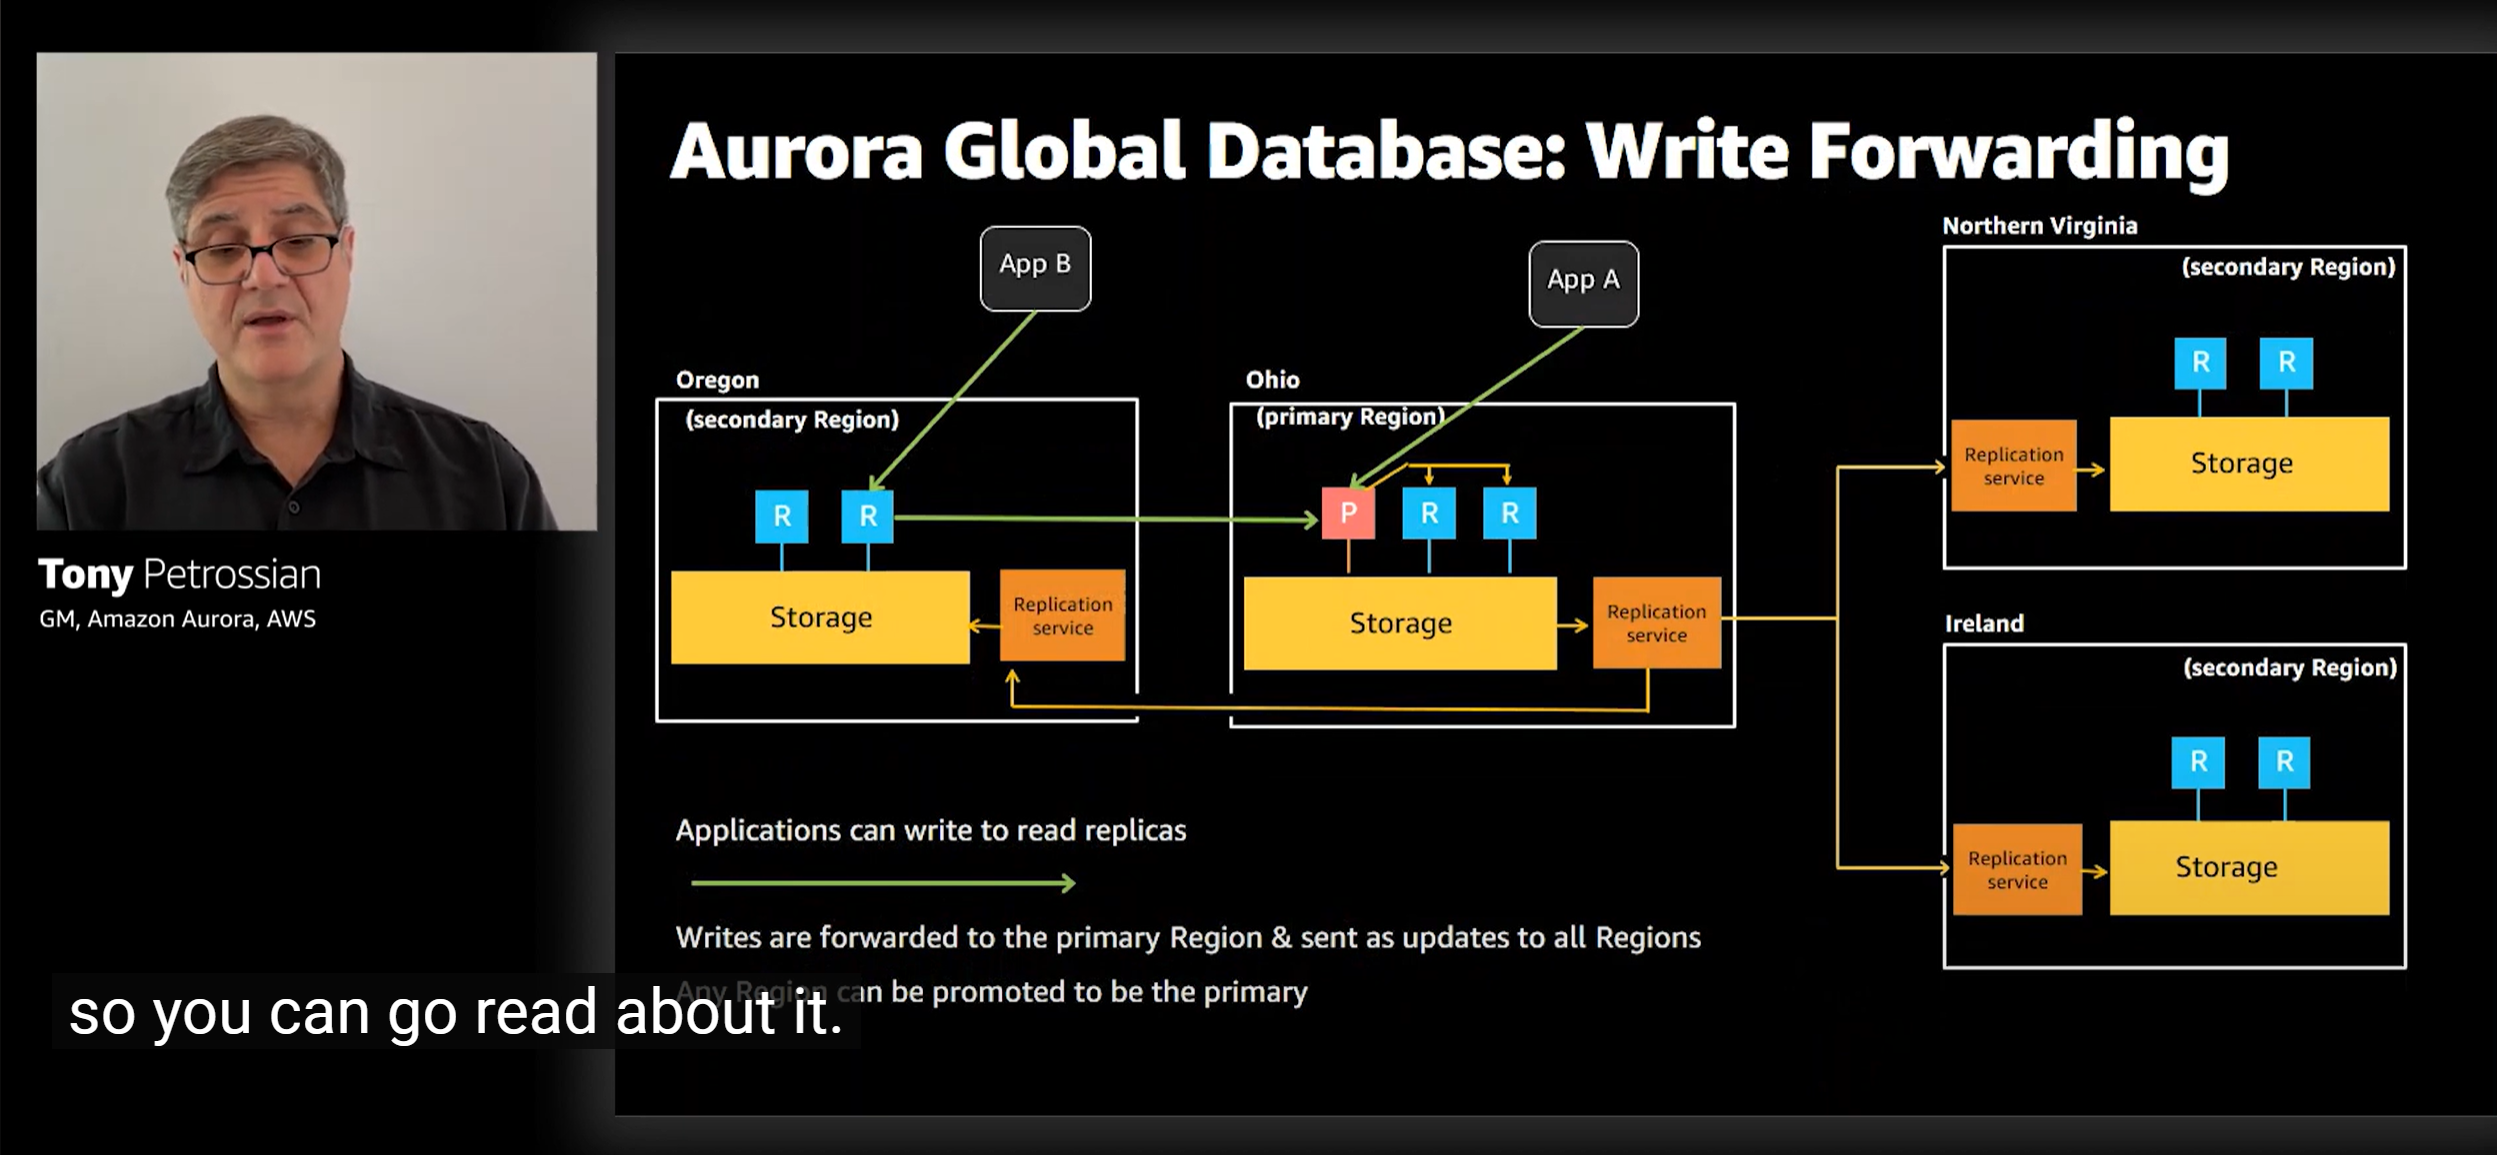 Aurora Global Database: Write Forwarding
Tony Petrossian
GM, Amazon Aurora, AWS
App B
App A
Oregon
(secondary Region)
R
R
Storage
Replication
service
Ohio
(primary Region)
P
R
R
Storage
Replication
service
Northern Virginia
(secondary Region)
R
R
Replication
service
Storage
Ireland
(secondary Region)
R
R
Replication
service
Storage
Applications can write to read replicas
Writes are forwarded to the primary Region & sent as updates to all Regions
Any Region can be promoted to be the primary
so you can go read about it.